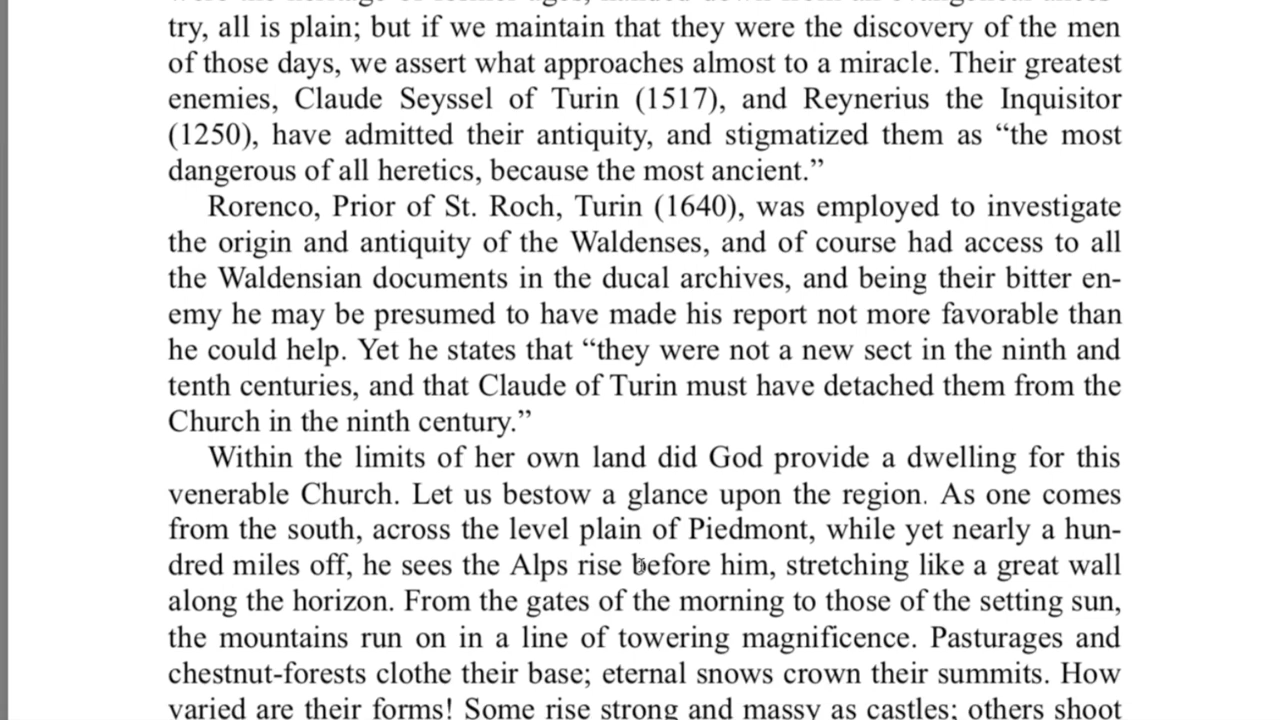 try, all is plain; but if we maintain that they were the discovery of the men
of those days, we assert what approaches almost to a miracle. Their greatest
enemies, Claude Seyssel of Turin (1517), and Reynerius the Inquisitor
(1250), have admitted their antiquity, and stigmatized them as “the most
dangerous of all heretics, because the most ancient.”
Rorenco, Prior of St. Roch, Turin (1640), was employed to investigate
the origin and antiquity of the Waldenses, and of course had access to all
the Waldensian documents in the ducal archives, and being their bitter en-
emy he may be presumed to have made his report not more favorable than
he could help. Yet he states that “they were not a new sect in the ninth and
tenth centuries, and that Claude of Turin must have detached them from the
Church in the ninth century.”
Within the limits of her own land did God provide a dwelling for this
venerable Church. Let us bestow a glance upon the region. As one comes
from the south, across the level plain of Piedmont, while yet nearly a hun-
dred miles off, he sees the Alps rise before him, stretching like a great wall
along the horizon. From the gates of the morning to those of the setting sun,
the mountains run on in a line of towering magnificence. Pasturages and
chestnut-forests clothe their base; eternal snows crown their summits. How
varied are their forms! Some rise strong and massy as castles; others shoot